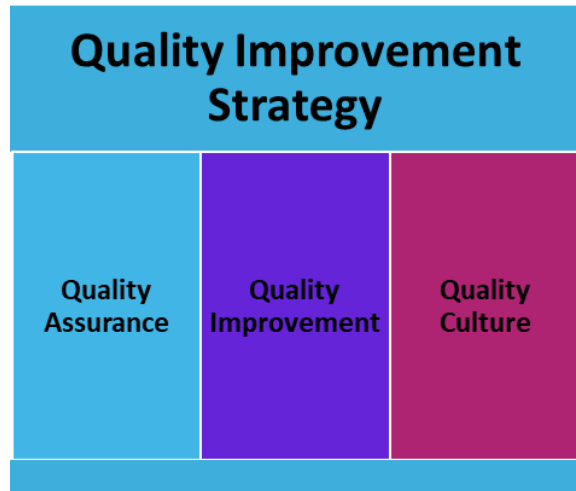 Quality Improvement
Strategy
Quality
Assurance
Quality
Improvement
Quality
Culture